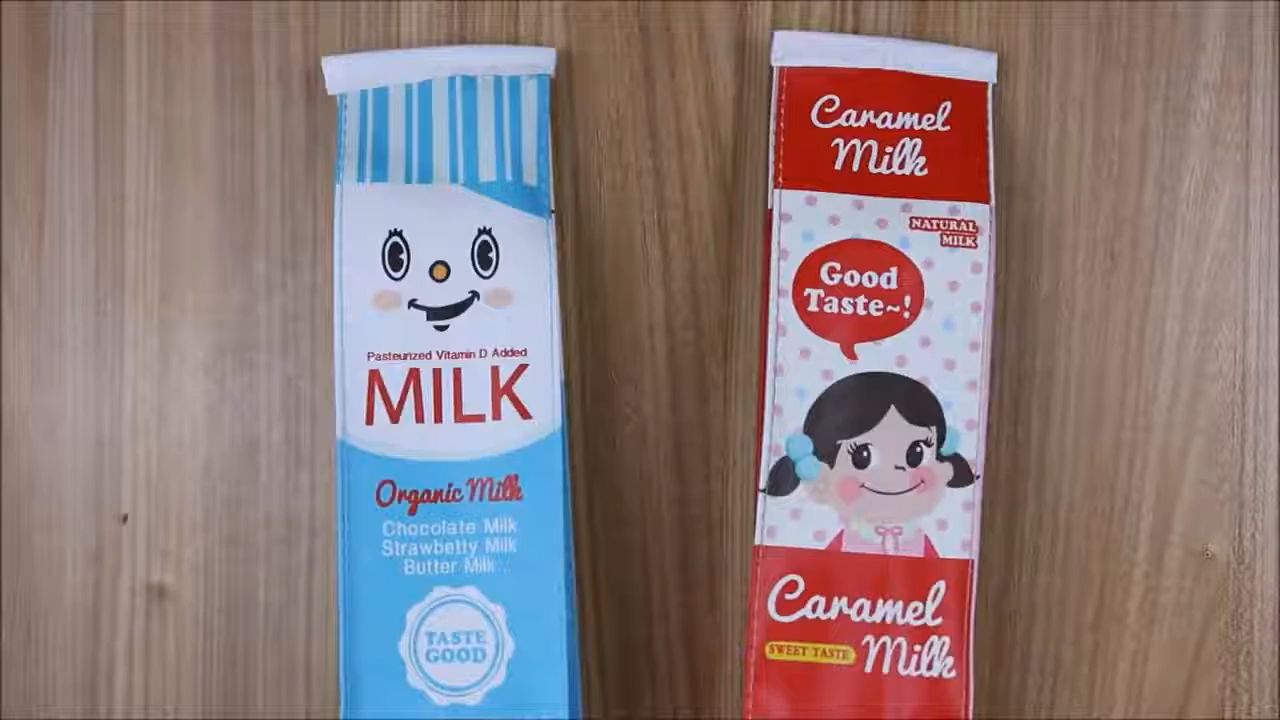 Pasteurized Vitamin D Added
MILK
Organic Milk
Chocolate Milk
Strawbetty Milk
Butter Milk
TASTE
GOOD
Caramel
Milk
NATURAL
MILK
Good
Taste~!
Caramel
SWEET TASTE
Milk